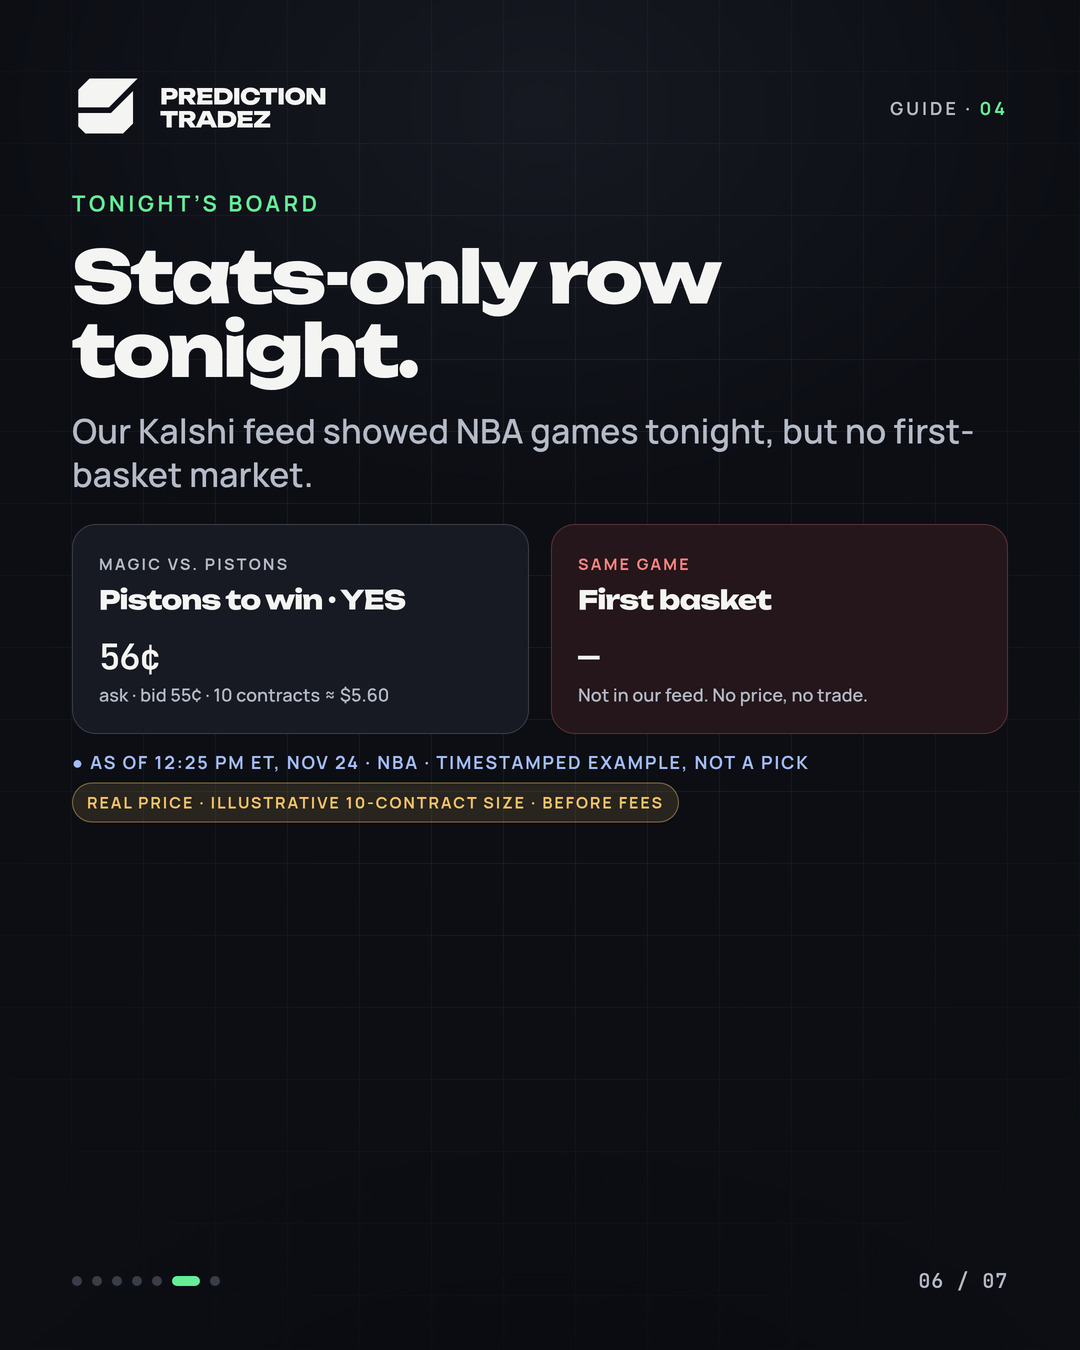 PREDICTION
TRADEZ
GUIDE · 04
TONIGHT’S BOARD
Stats-only row
tonight.
Our Kalshi feed showed NBA games tonight, but no first-
basket market.
MAGIC VS. PISTONS
Pistons to win · YES
56¢
ask · bid 55¢ · 10 contracts ≈ $5.60
SAME GAME
First basket
—
Not in our feed. No price, no trade.
● AS OF 12:25 PM ET, NOV 24 · NBA · TIMESTAMPED EXAMPLE, NOT A PICK
REAL PRICE · ILLUSTRATIVE 10-CONTRACT SIZE · BEFORE FEES
06 / 07